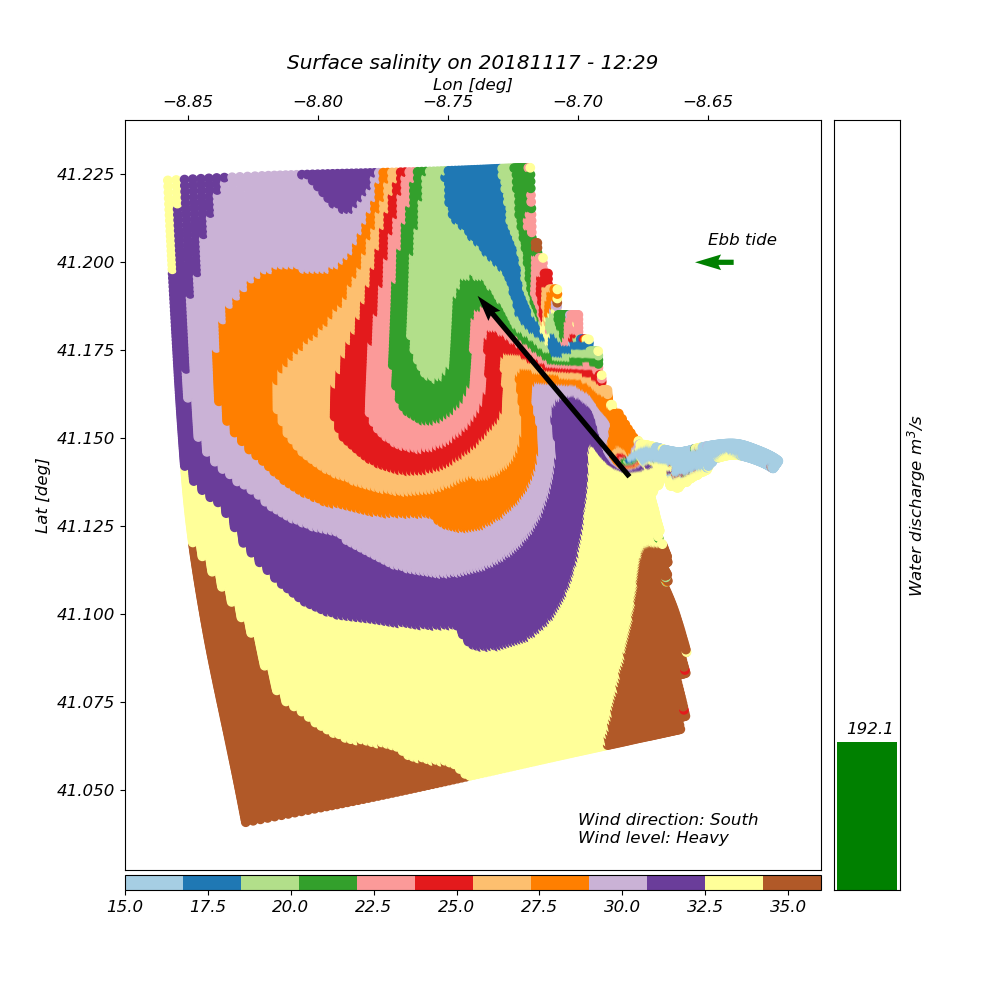 Surface salinity on 20181117 - 12:29
Lon [deg]
−8.85 −8.80 −8.75 −8.70 −8.65
41.225
41.200
41.175
41.150
41.125
41.100
41.075
41.050
Lat [deg]
Ebb tide
Water discharge m³/s
192.1
Wind direction: South
Wind level: Heavy
15.0 17.5 20.0 22.5 25.0 27.5 30.0 32.5 35.0